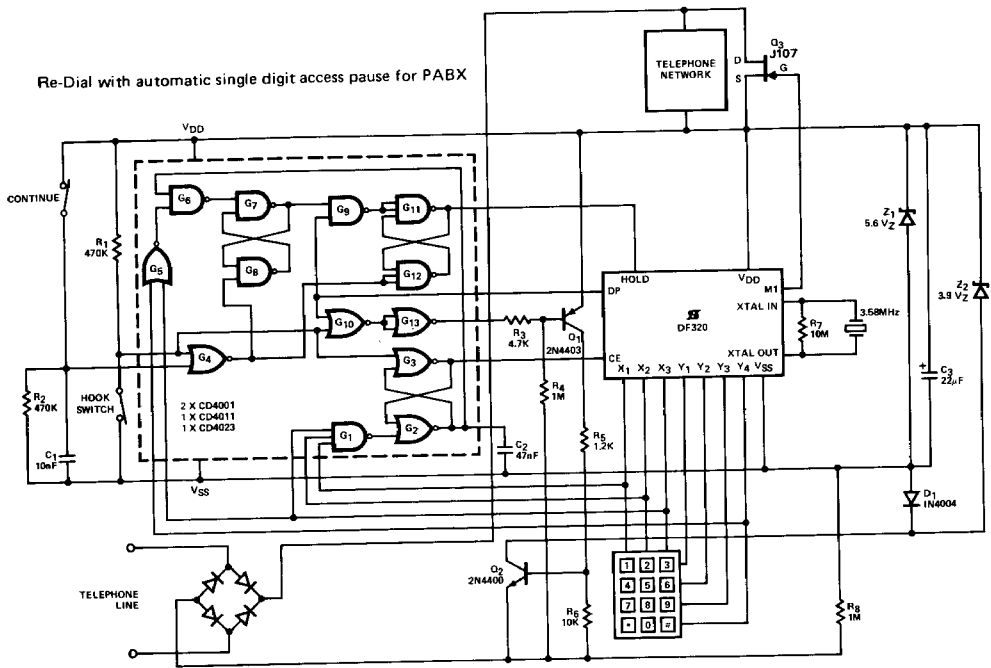 Re-Dial with automatic single digit access pause for PABX
TELEPHONE
NETWORK
Q3
J107
D
S
G
VDD
CONTINUE
R1
470K
G6
G7
G9
G11
G8
G5
G12
G10
G13
G4
G3
G1
G2
2 X CD4001
1 X CD4011
1 X CD4023
R2
470K
HOOK
SWITCH
C1
10nF
VSS
C2
47nF
R3
4.7K
R4
1M
Q1
2N4403
R5
1.2K
HOLD
VDD
M1
DP
XTAL IN
DF320
CE
XTAL OUT
X1 X2 X3 Y1 Y2 Y3 Y4 VSS
R7
10M
3.58MHz
Z1
5.6 VZ
Z2
3.9 VZ
C3
22µF
+
D1
IN4004
TELEPHONE
LINE
Q2
2N4400
R6
10K
1 2 3
4 5 6
7 8 9
* 0 #
R8
1M